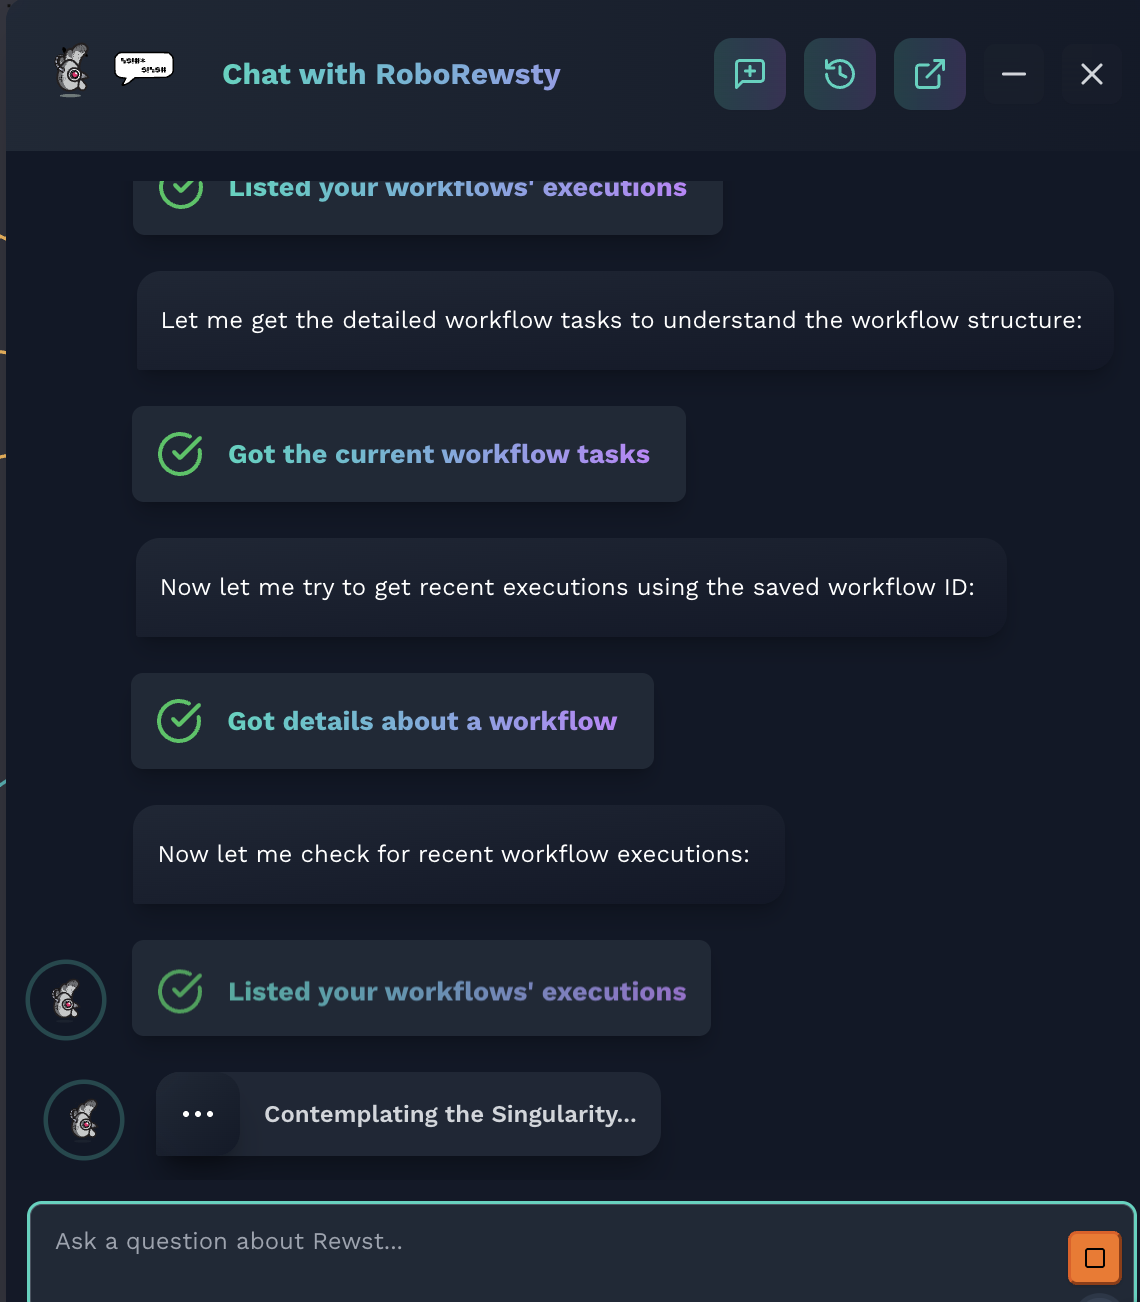 Chat with RoboRewsty
Listed your workflows' executions
Let me get the detailed workflow tasks to understand the workflow structure:
Got the current workflow tasks
Now let me try to get recent executions using the saved workflow ID:
Got details about a workflow
Now let me check for recent workflow executions:
Listed your workflows' executions
Contemplating the Singularity...
Ask a question about Rewst...